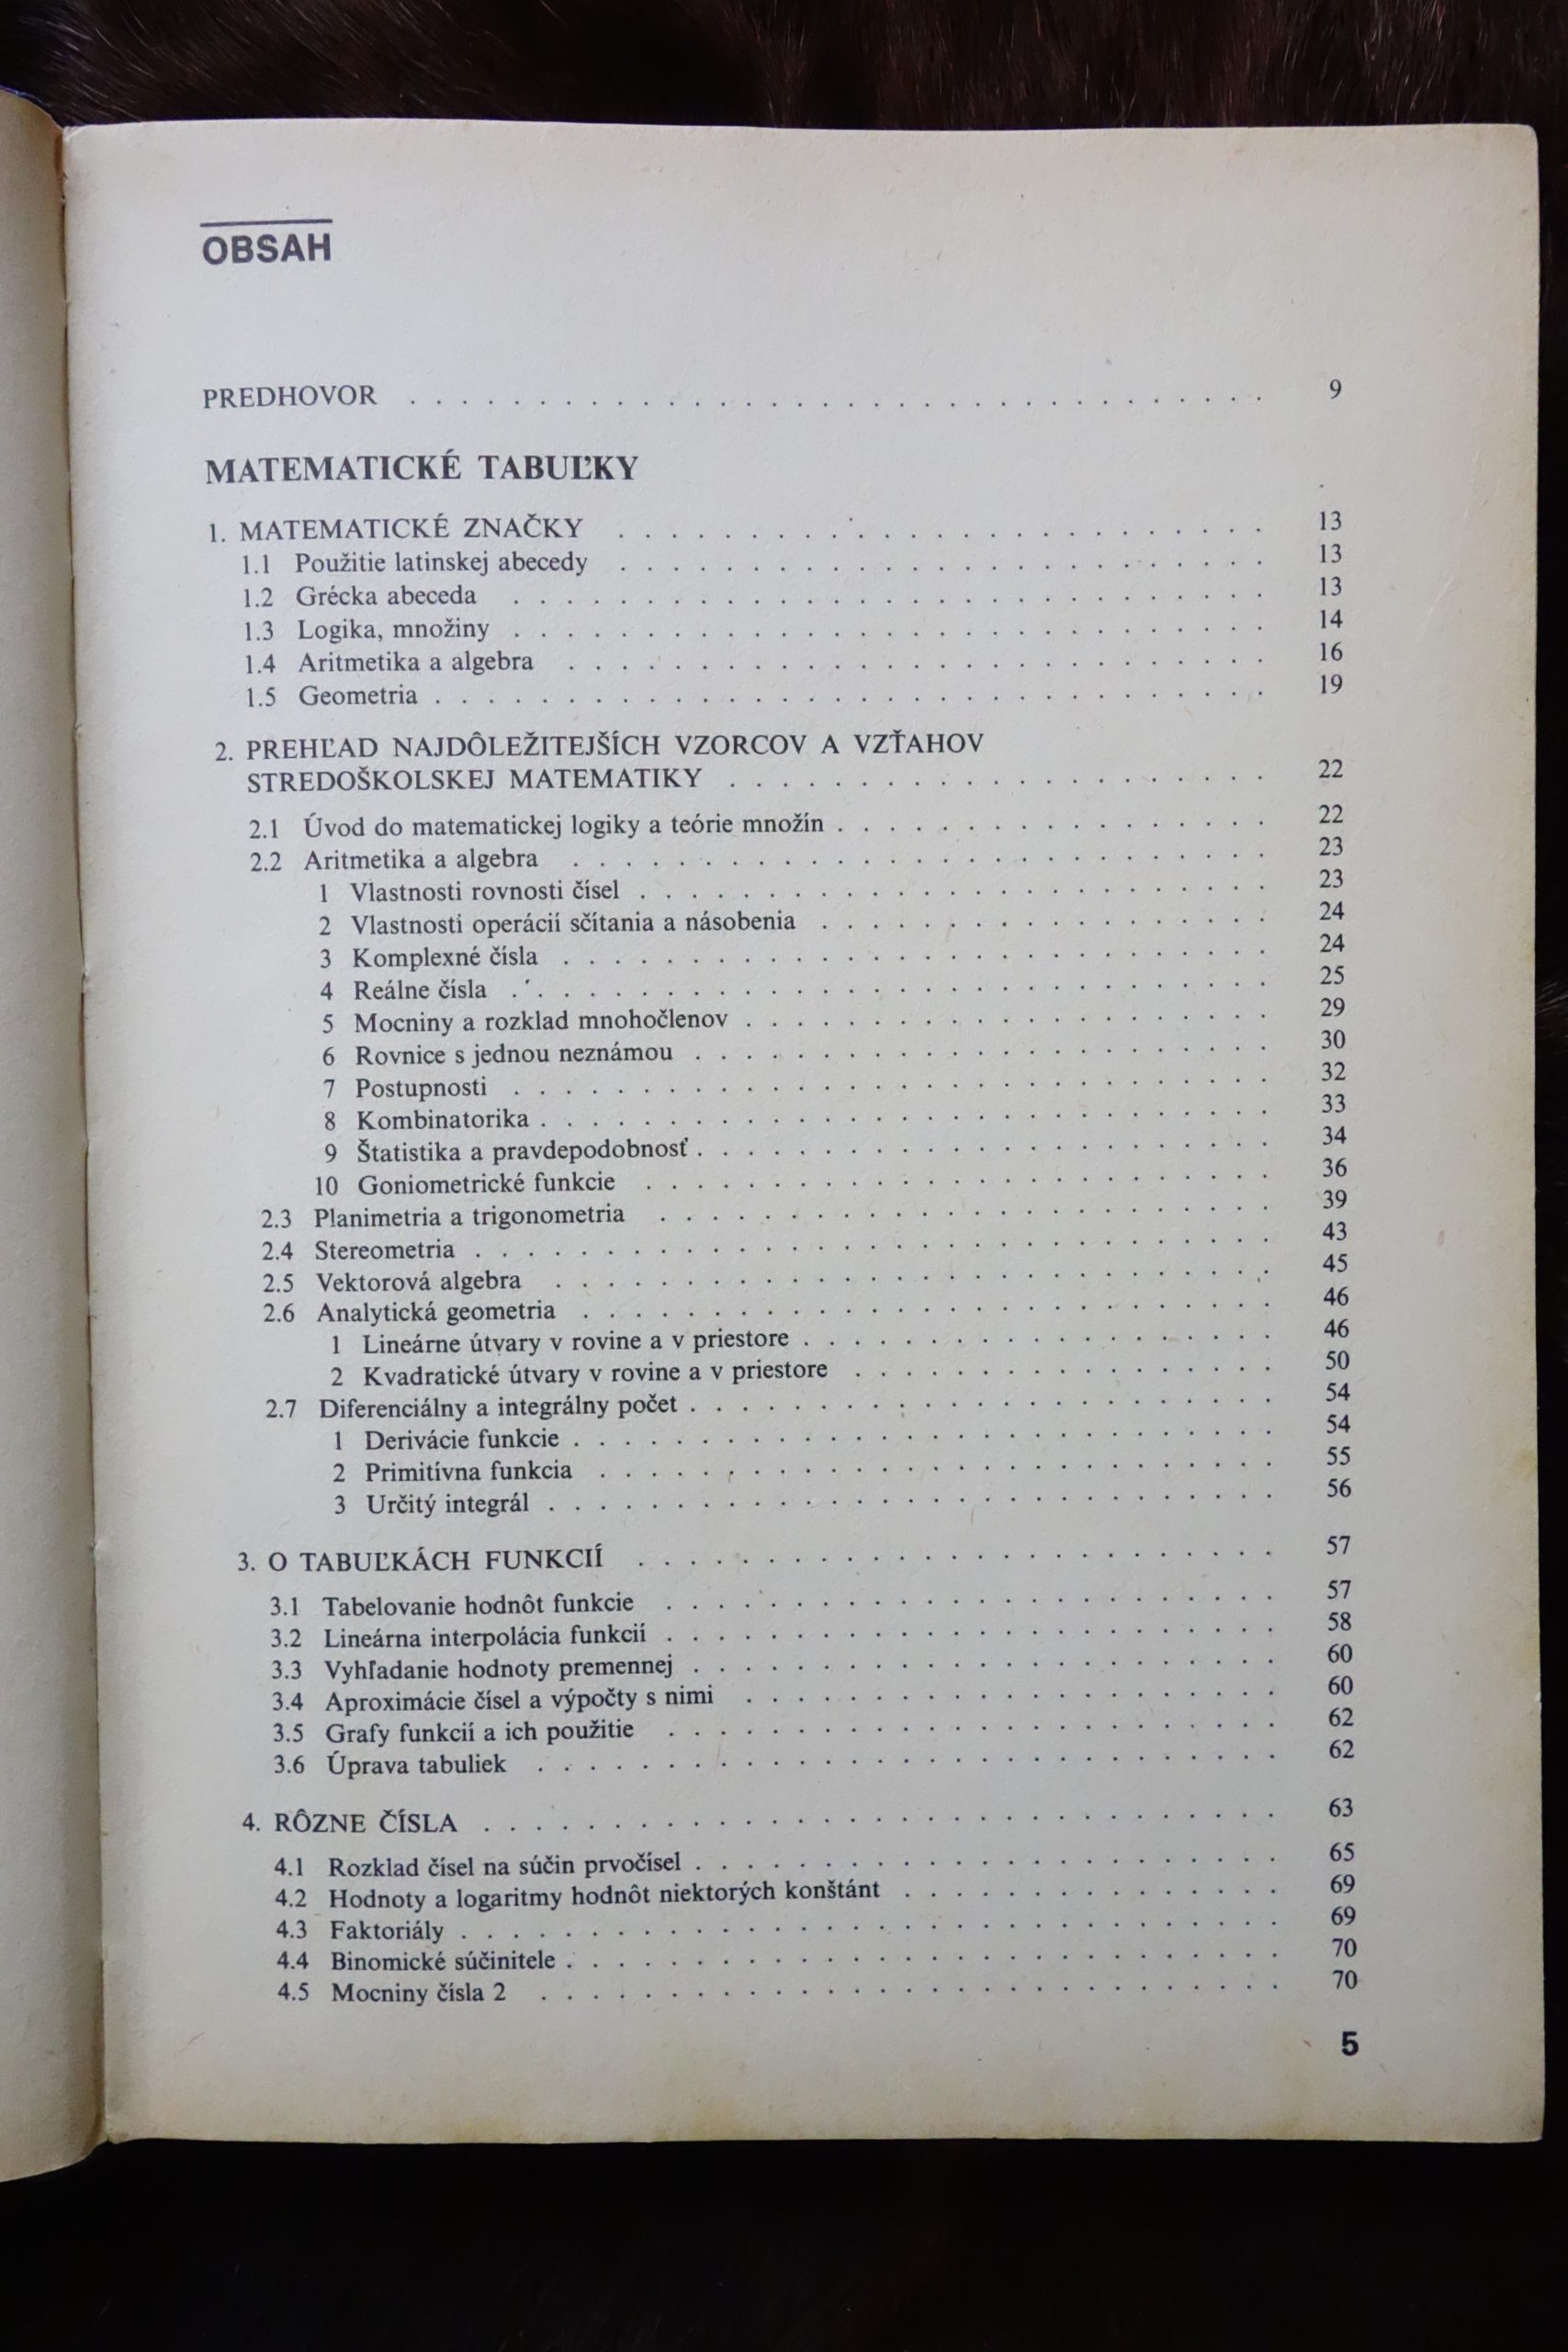 OBSAH
PREDHOVOR . . . . . . . . . . . . . . . . . . . . . . . . . . . . . . . . . 9
MATEMATICKÉ TABUĽKY
1. MATEMATICKÉ ZNAČKY . . . . . . . . . . . . . . . . . . . . . . . . . 13
1.1 Použitie latinskej abecedy . . . . . . . . . . . . . . . . . . . . . . . . . 13
1.2 Grécka abeceda . . . . . . . . . . . . . . . . . . . . . . . . . . . . . 13
1.3 Logika, množiny . . . . . . . . . . . . . . . . . . . . . . . . . . . . . 14
1.4 Aritmetika a algebra . . . . . . . . . . . . . . . . . . . . . . . . . . . 16
1.5 Geometria . . . . . . . . . . . . . . . . . . . . . . . . . . . . . . . . 19
2. PREHĽAD NAJDÔLEŽITEJŠÍCH VZORCOV A VZŤAHOV
STREDOŠKOLSKEJ MATEMATIKY . . . . . . . . . . . . . . . . . . . . . 22
2.1 Úvod do matematickej logiky a teórie množín . . . . . . . . . . . . . . . . . 22
2.2 Aritmetika a algebra . . . . . . . . . . . . . . . . . . . . . . . . . . . 23
1 Vlastnosti rovnosti čísel . . . . . . . . . . . . . . . . . . . . . . . . . 23
2 Vlastnosti operácií sčítania a násobenia . . . . . . . . . . . . . . . . . . 24
3 Komplexné čísla . . . . . . . . . . . . . . . . . . . . . . . . . . . . 24
4 Reálne čísla . . . . . . . . . . . . . . . . . . . . . . . . . . . . . . 25
5 Mocniny a rozklad mnohočlenov . . . . . . . . . . . . . . . . . . . . . 29
6 Rovnice s jednou neznámou . . . . . . . . . . . . . . . . . . . . . . . 30
7 Postupnosti . . . . . . . . . . . . . . . . . . . . . . . . . . . . . . 32
8 Kombinatorika . . . . . . . . . . . . . . . . . . . . . . . . . . . . . 33
9 Štatistika a pravdepodobnosť . . . . . . . . . . . . . . . . . . . . . . . 34
10 Goniometrické funkcie . . . . . . . . . . . . . . . . . . . . . . . . . 36
2.3 Planimetria a trigonometria . . . . . . . . . . . . . . . . . . . . . . . . 39
2.4 Stereometria . . . . . . . . . . . . . . . . . . . . . . . . . . . . . . . 43
2.5 Vektorová algebra . . . . . . . . . . . . . . . . . . . . . . . . . . . . 45
2.6 Analytická geometria . . . . . . . . . . . . . . . . . . . . . . . . . . . 46
1 Lineárne útvary v rovine a v priestore . . . . . . . . . . . . . . . . . . . 46
2 Kvadratické útvary v rovine a v priestore . . . . . . . . . . . . . . . . . 50
2.7 Diferenciálny a integrálny počet . . . . . . . . . . . . . . . . . . . . . . . 54
1 Derivácie funkcie . . . . . . . . . . . . . . . . . . . . . . . . . . . . 54
2 Primitívna funkcia . . . . . . . . . . . . . . . . . . . . . . . . . . . 55
3 Určitý integrál . . . . . . . . . . . . . . . . . . . . . . . . . . . . . 56
3. O TABUĽKÁCH FUNKCIÍ . . . . . . . . . . . . . . . . . . . . . . . . . 57
3.1 Tabelovanie hodnôt funkcie . . . . . . . . . . . . . . . . . . . . . . . . 57
3.2 Lineárna interpolácia funkcií . . . . . . . . . . . . . . . . . . . . . . . . 58
3.3 Vyhľadanie hodnoty premennej . . . . . . . . . . . . . . . . . . . . . . . 60
3.4 Aproximácie čísel a výpočty s nimi . . . . . . . . . . . . . . . . . . . . . 60
3.5 Grafy funkcií a ich použitie . . . . . . . . . . . . . . . . . . . . . . . . 62
3.6 Úprava tabuliek . . . . . . . . . . . . . . . . . . . . . . . . . . . . . 62
4. RÔZNE ČÍSLA . . . . . . . . . . . . . . . . . . . . . . . . . . . . . . . 63
4.1 Rozklad čísel na súčin prvočísel . . . . . . . . . . . . . . . . . . . . . . . 65
4.2 Hodnoty a logaritmy hodnôt niektorých konštánt . . . . . . . . . . . . . . . 69
4.3 Faktoriály . . . . . . . . . . . . . . . . . . . . . . . . . . . . . . . . 69
4.4 Binomické súčinitele . . . . . . . . . . . . . . . . . . . . . . . . . . . . 70
4.5 Mocniny čísla 2 . . . . . . . . . . . . . . . . . . . . . . . . . . . . . 70
5